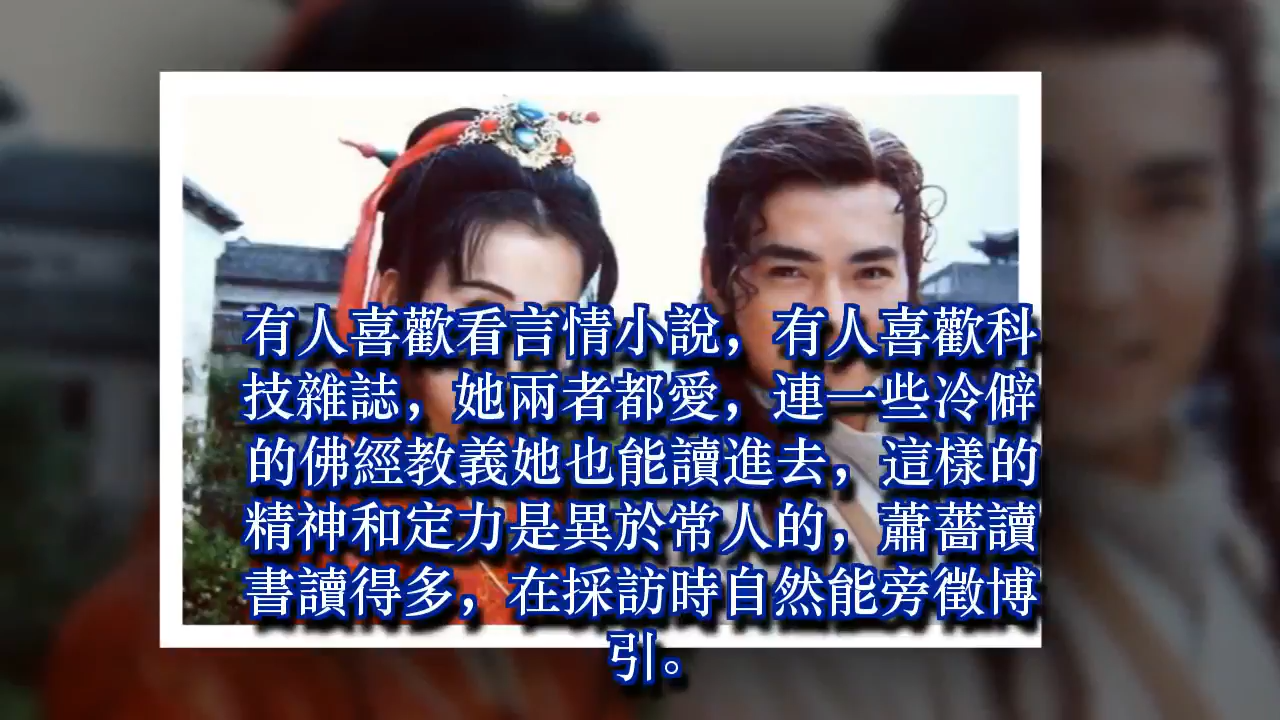 有人喜歡看言情小說，有人喜歡科
技雜誌，她兩者都愛，連一些冷僻
的佛經教義她也能讀進去，這樣的
精神和定力是異於常人的，蕭薔讀
書讀得多，在採訪時自然能旁徵博
引。